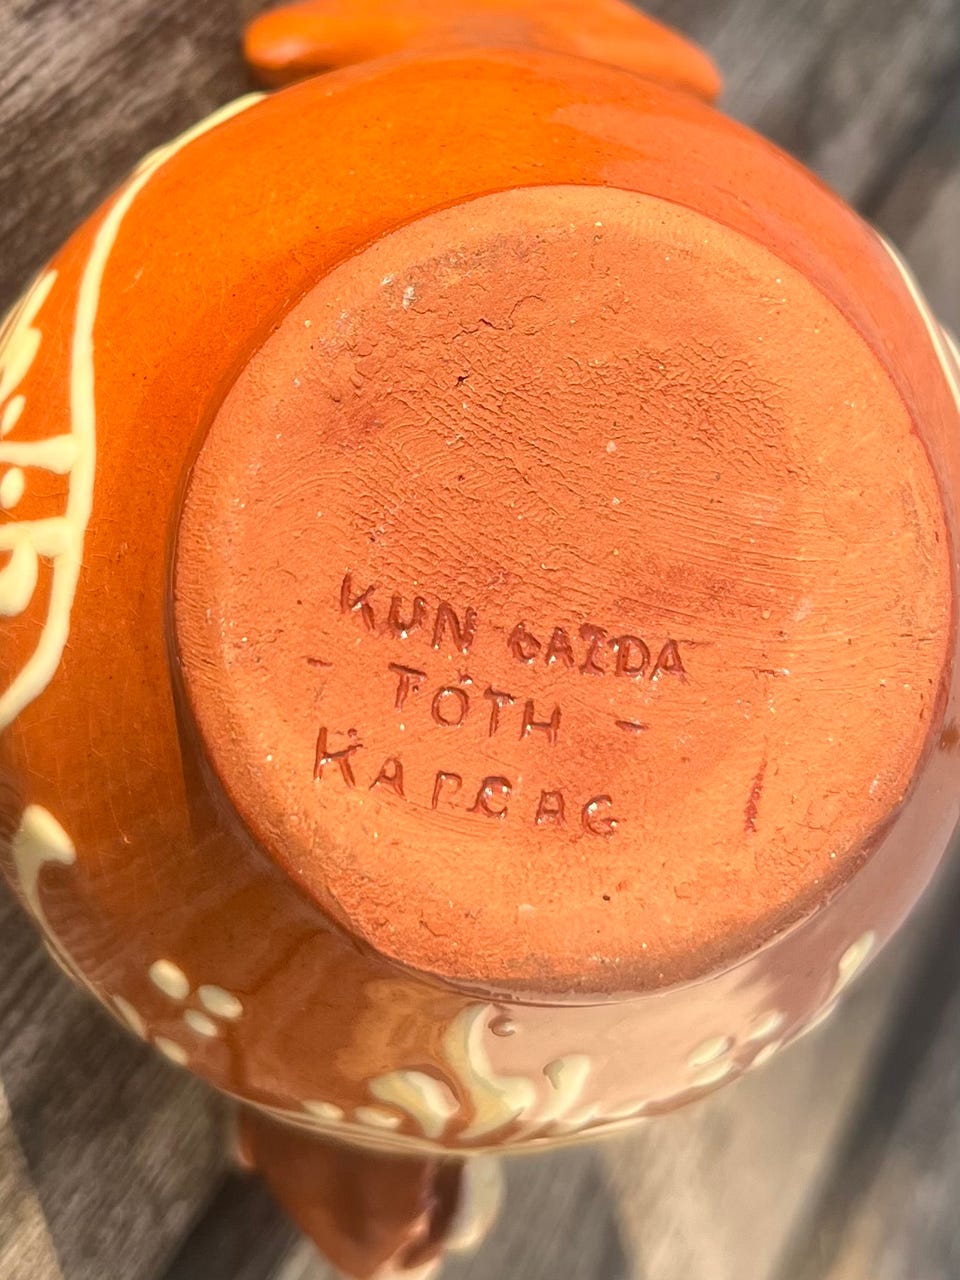 KUN GAZDA
- TÓTH -
KARCAG